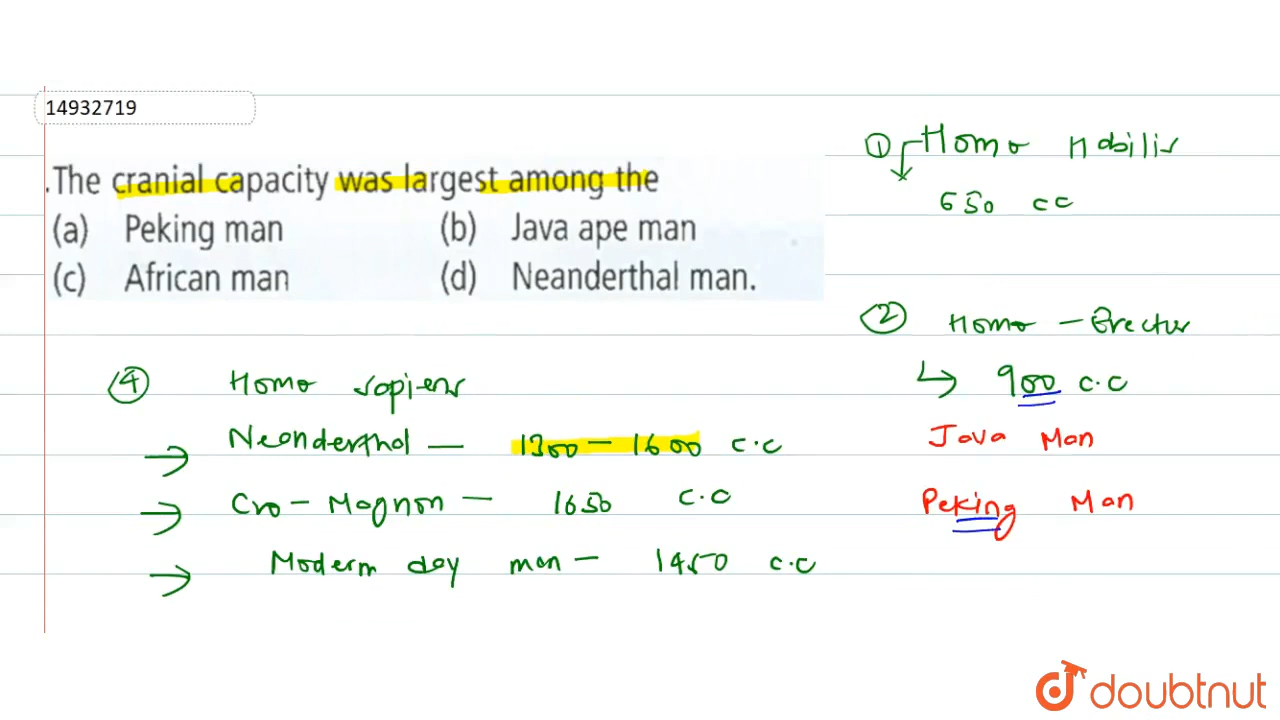 14932719
.The cranial capacity was largest among the
(a) Peking man (b) Java ape man
(c) African man (d) Neanderthal man.
① Homo Habilis
650 cc
② Homo - Erectus
900 c.c
Java Man
Peking Man
④ Homo sapiens
Neanderthal - 1300 - 1600 c.c
Cro - Magnon - 1650 c.c
Modern day man - 1450 c.c
doubtnut